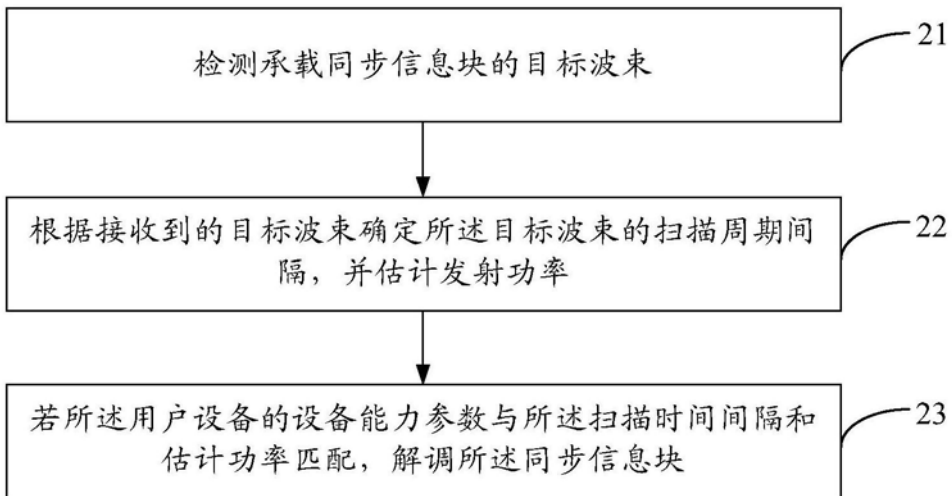 检测承载同步信息块的目标波束
21
根据接收到的目标波束确定所述目标波束的扫描周期间
隔，并估计发射功率
22
若所述用户设备的设备能力参数与所述扫描时间间隔和
估计功率匹配，解调所述同步信息块
23